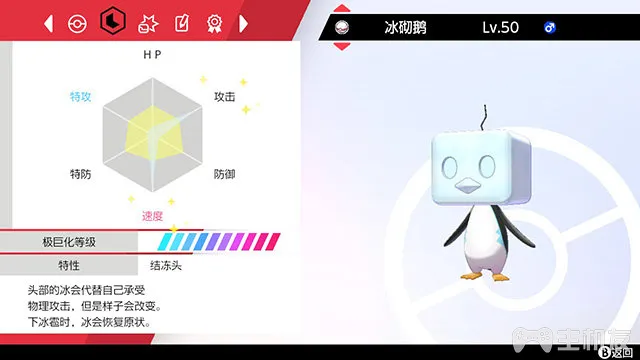 冰砌鹅 Lv.50
HP
特攻 攻击
特防 防御
速度
极巨化等级
特性 结冻头
头部的冰会代替自己承受
物理攻击，但是样子会改变。
下冰雹时，冰会恢复原状。
主机友
B返回